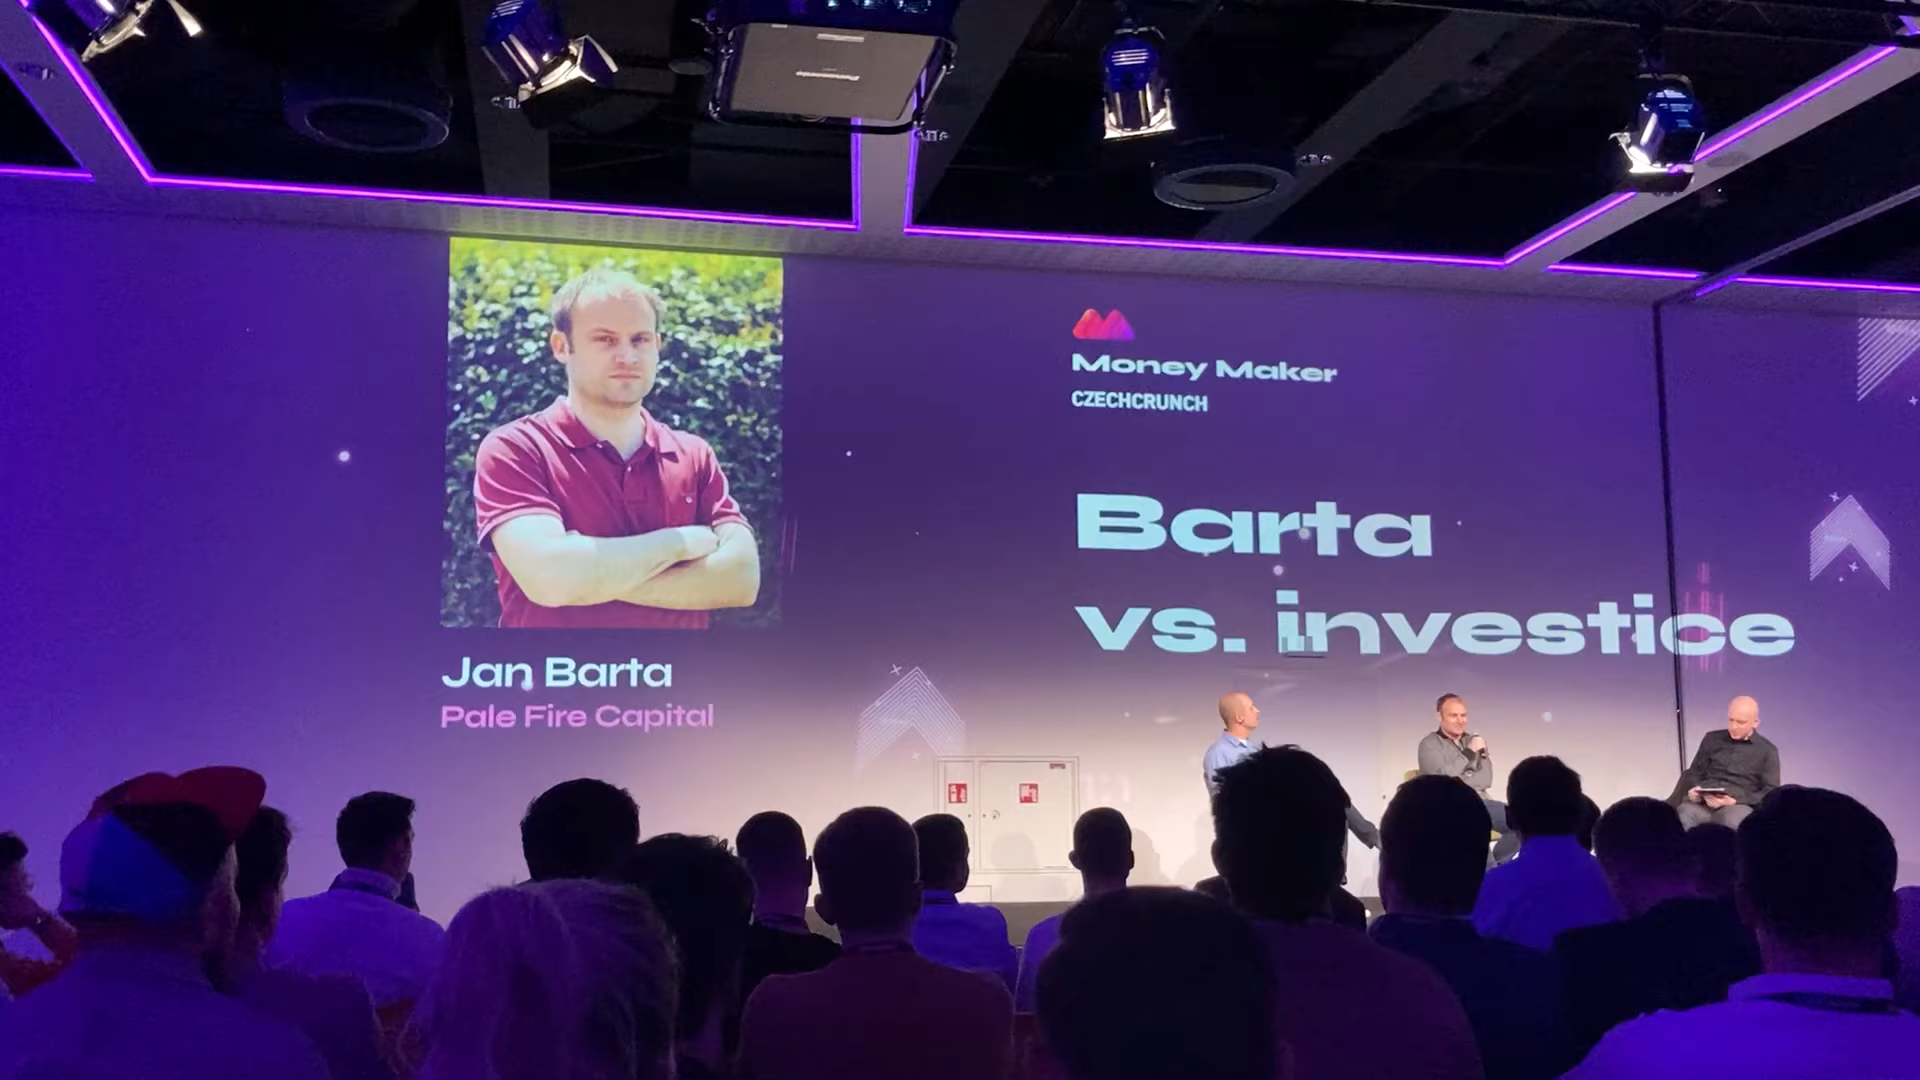 Money Maker
CZECHCRUNCH
Barta
vs. investice
Jan Barta
Pale Fire Capital